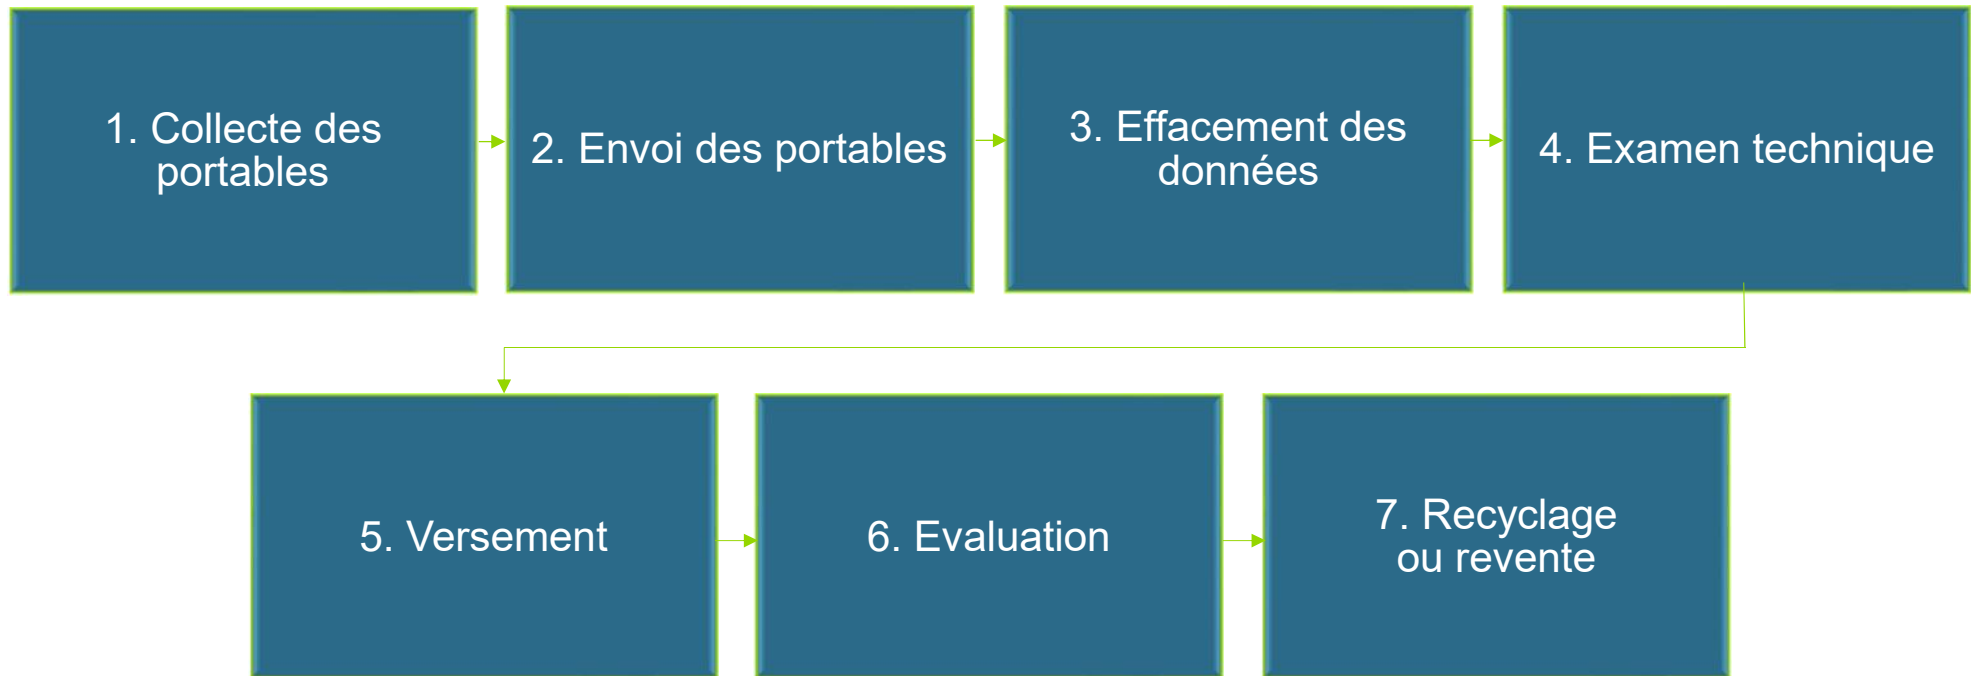 1. Collecte des
portables
2. Envoi des portables
3. Effacement des
données
4. Examen technique
5. Versement
6. Evaluation
7. Recyclage
ou revente